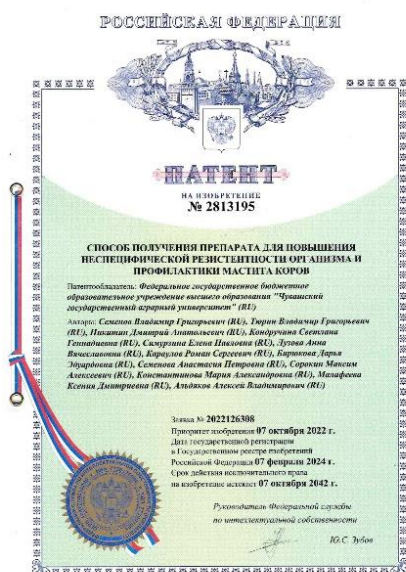 РОССИЙСКАЯ ФЕДЕРАЦИЯ
ПАТЕНТ
НА ИЗОБРЕТЕНИЕ
№ 2813195
СПОСОБ ПОЛУЧЕНИЯ ПРЕПАРАТА ДЛЯ ПОВЫШЕНИЯ
НЕСПЕЦИФИЧЕСКОЙ РЕЗИСТЕНТНОСТИ ОРГАНИЗМА И
ПРОФИЛАКТИКИ МАСТИТА КОРОВ
Патентообладатель: Федеральное государственное бюджетное
образовательное учреждение высшего образования "Чувашский
государственный аграрный университет" (RU)
Авторы: Семенов Владимир Григорьевич (RU), Тюрин Владимир Григорьевич
(RU), Никитин Дмитрий Анатольевич (RU), Кондручина Светлана
Геннадиевна (RU), Симурзина Елена Павловна (RU), Лузова Анна
Вячеславовна (RU), Караулов Роман Сергеевич (RU), Бирюкова Дарья
Эдуардовна (RU), Семенова Анастасия Петровна (RU), Сорокин Максим
Алексеевич (RU), Константинова Мария Александровна (RU), Малафеева
Ксения Дмитриевна (RU), Альдяков Алексей Владимирович (RU)
Заявка № 2022126308
Приоритет изобретения 07 октября 2022 г.
Дата государственной регистрации
в Государственном реестре изобретений
Российской Федерации 07 февраля 2024 г.
Срок действия исключительного права
на изобретение истекает 07 октября 2042 г.
Руководитель Федеральной службы
по интеллектуальной собственности
Ю.С. Зубов